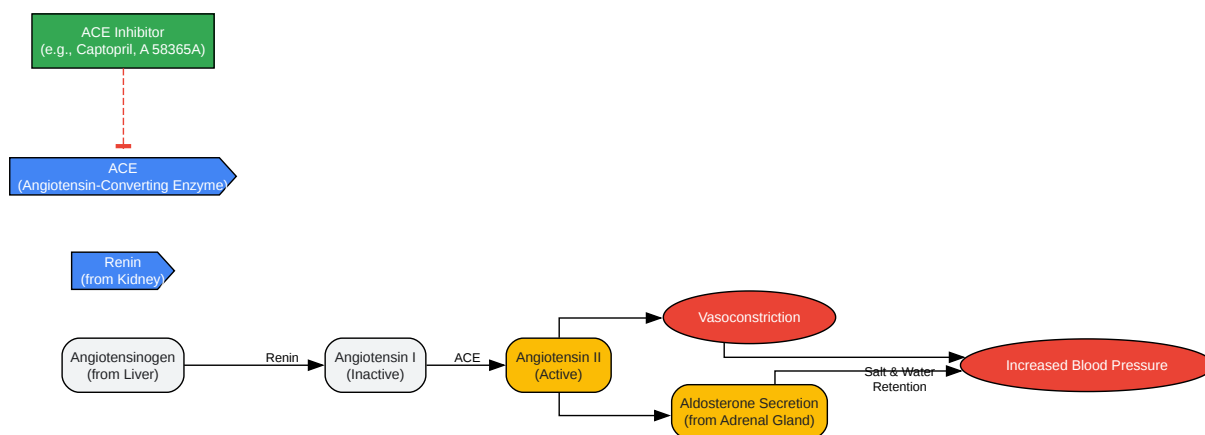 ACE Inhibitor
(e.g., Captopril, A 58365A)
ACE
(Angiotensin-Converting Enzyme)
Renin
(from Kidney)
Angiotensinogen
(from Liver)
Renin
Angiotensin I
(Inactive)
ACE
Angiotensin II
(Active)
Vasoconstriction
Aldosterone Secretion
(from Adrenal Gland)
Salt & Water
Retention
Increased Blood Pressure